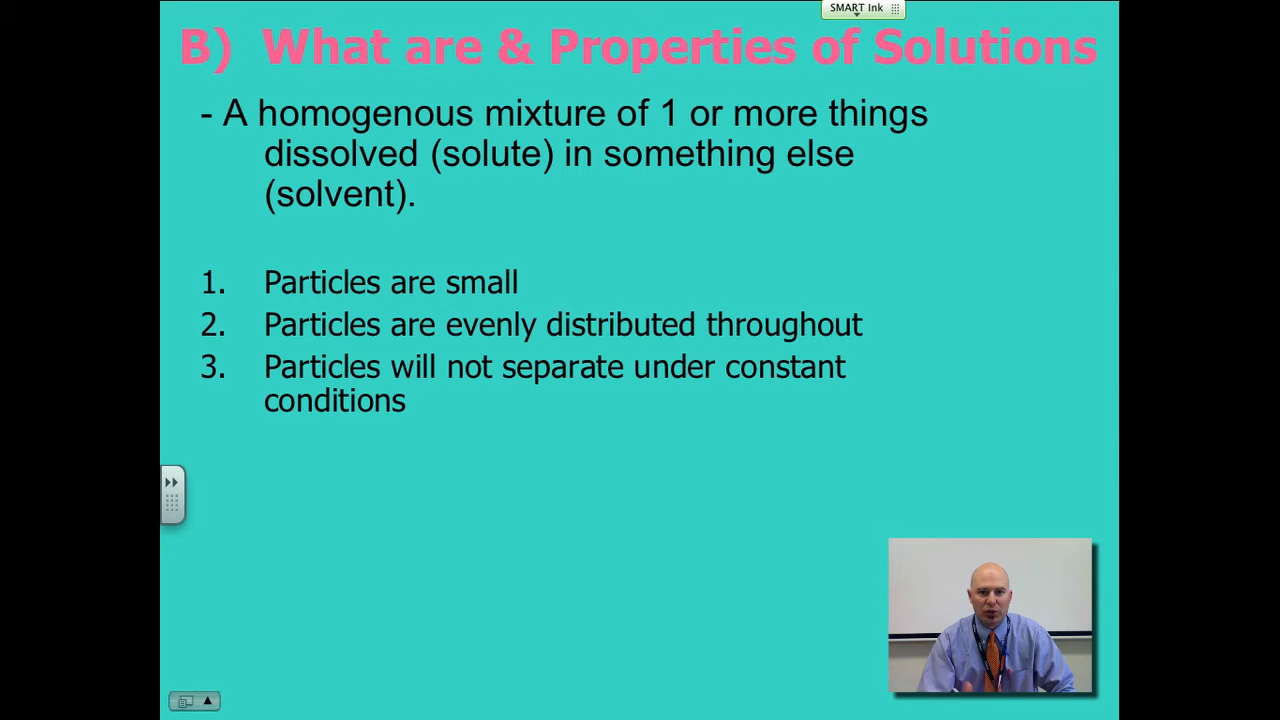 SMART Ink
B) What are & Properties of Solutions
- A homogenous mixture of 1 or more things
dissolved (solute) in something else
(solvent).
1. Particles are small
2. Particles are evenly distributed throughout
3. Particles will not separate under constant
conditions